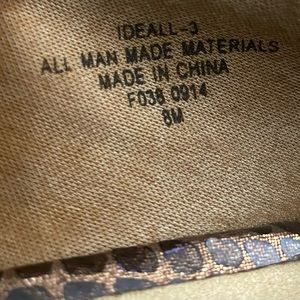 IDEALL-3
ALL MAN MADE MATERIALS
MADE IN CHINA
F036 0914
8M